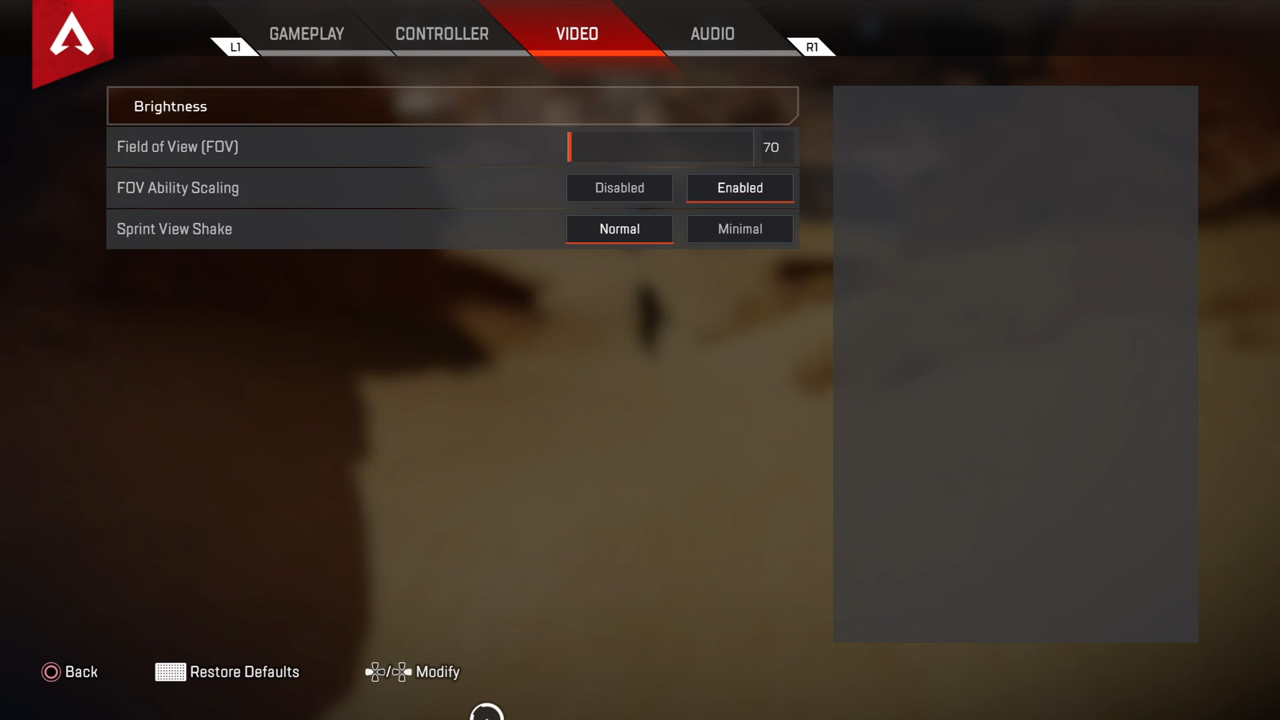 L1 GAMEPLAY CONTROLLER VIDEO AUDIO R1
Brightness
Field of View (FOV) 70
FOV Ability Scaling Disabled Enabled
Sprint View Shake Normal Minimal
Back Restore Defaults / Modify